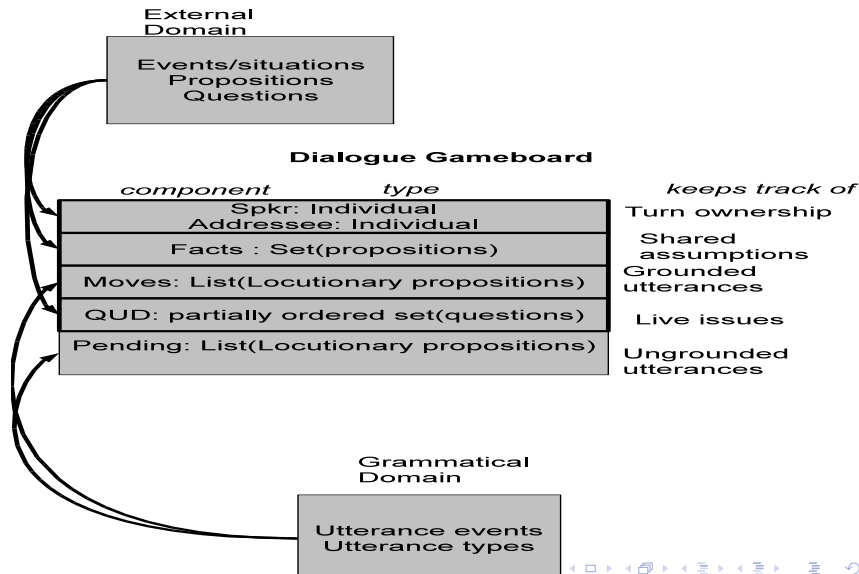 External
Domain
Events/situations
Propositions
Questions
Dialogue Gameboard
component type keeps track of
Spkr: Individual
Addressee: Individual
Turn ownership
Facts : Set(propositions)
Shared
assumptions
Moves: List(Locutionary propositions)
Grounded
utterances
QUD: partially ordered set(questions)
Live issues
Pending: List(Locutionary propositions)
Ungrounded
utterances
Grammatical
Domain
Utterance events
Utterance types